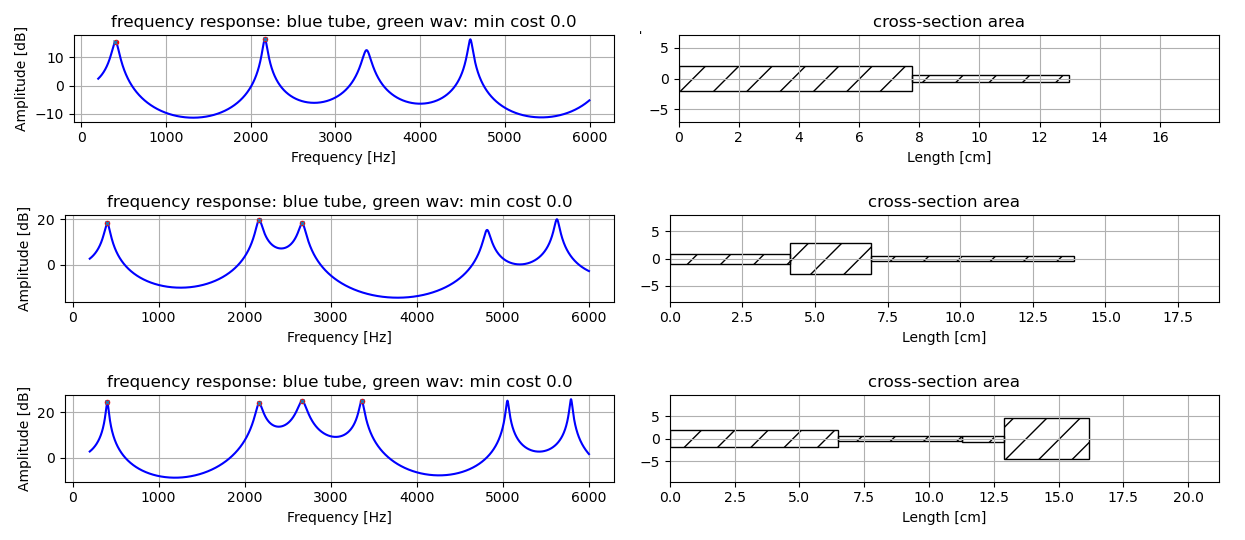 frequency response: blue tube, green wav: min cost 0.0
Amplitude [dB]
10
0
−10
0 1000 2000 3000 4000 5000 6000
Frequency [Hz]
cross-section area
5
0
−5
0 2 4 6 8 10 12 14 16
Length [cm]
frequency response: blue tube, green wav: min cost 0.0
Amplitude [dB]
20
0
0 1000 2000 3000 4000 5000 6000
Frequency [Hz]
cross-section area
5
0
−5
0.0 2.5 5.0 7.5 10.0 12.5 15.0 17.5
Length [cm]
frequency response: blue tube, green wav: min cost 0.0
Amplitude [dB]
20
0
0 1000 2000 3000 4000 5000 6000
Frequency [Hz]
cross-section area
5
0
−5
0.0 2.5 5.0 7.5 10.0 12.5 15.0 17.5 20.0
Length [cm]